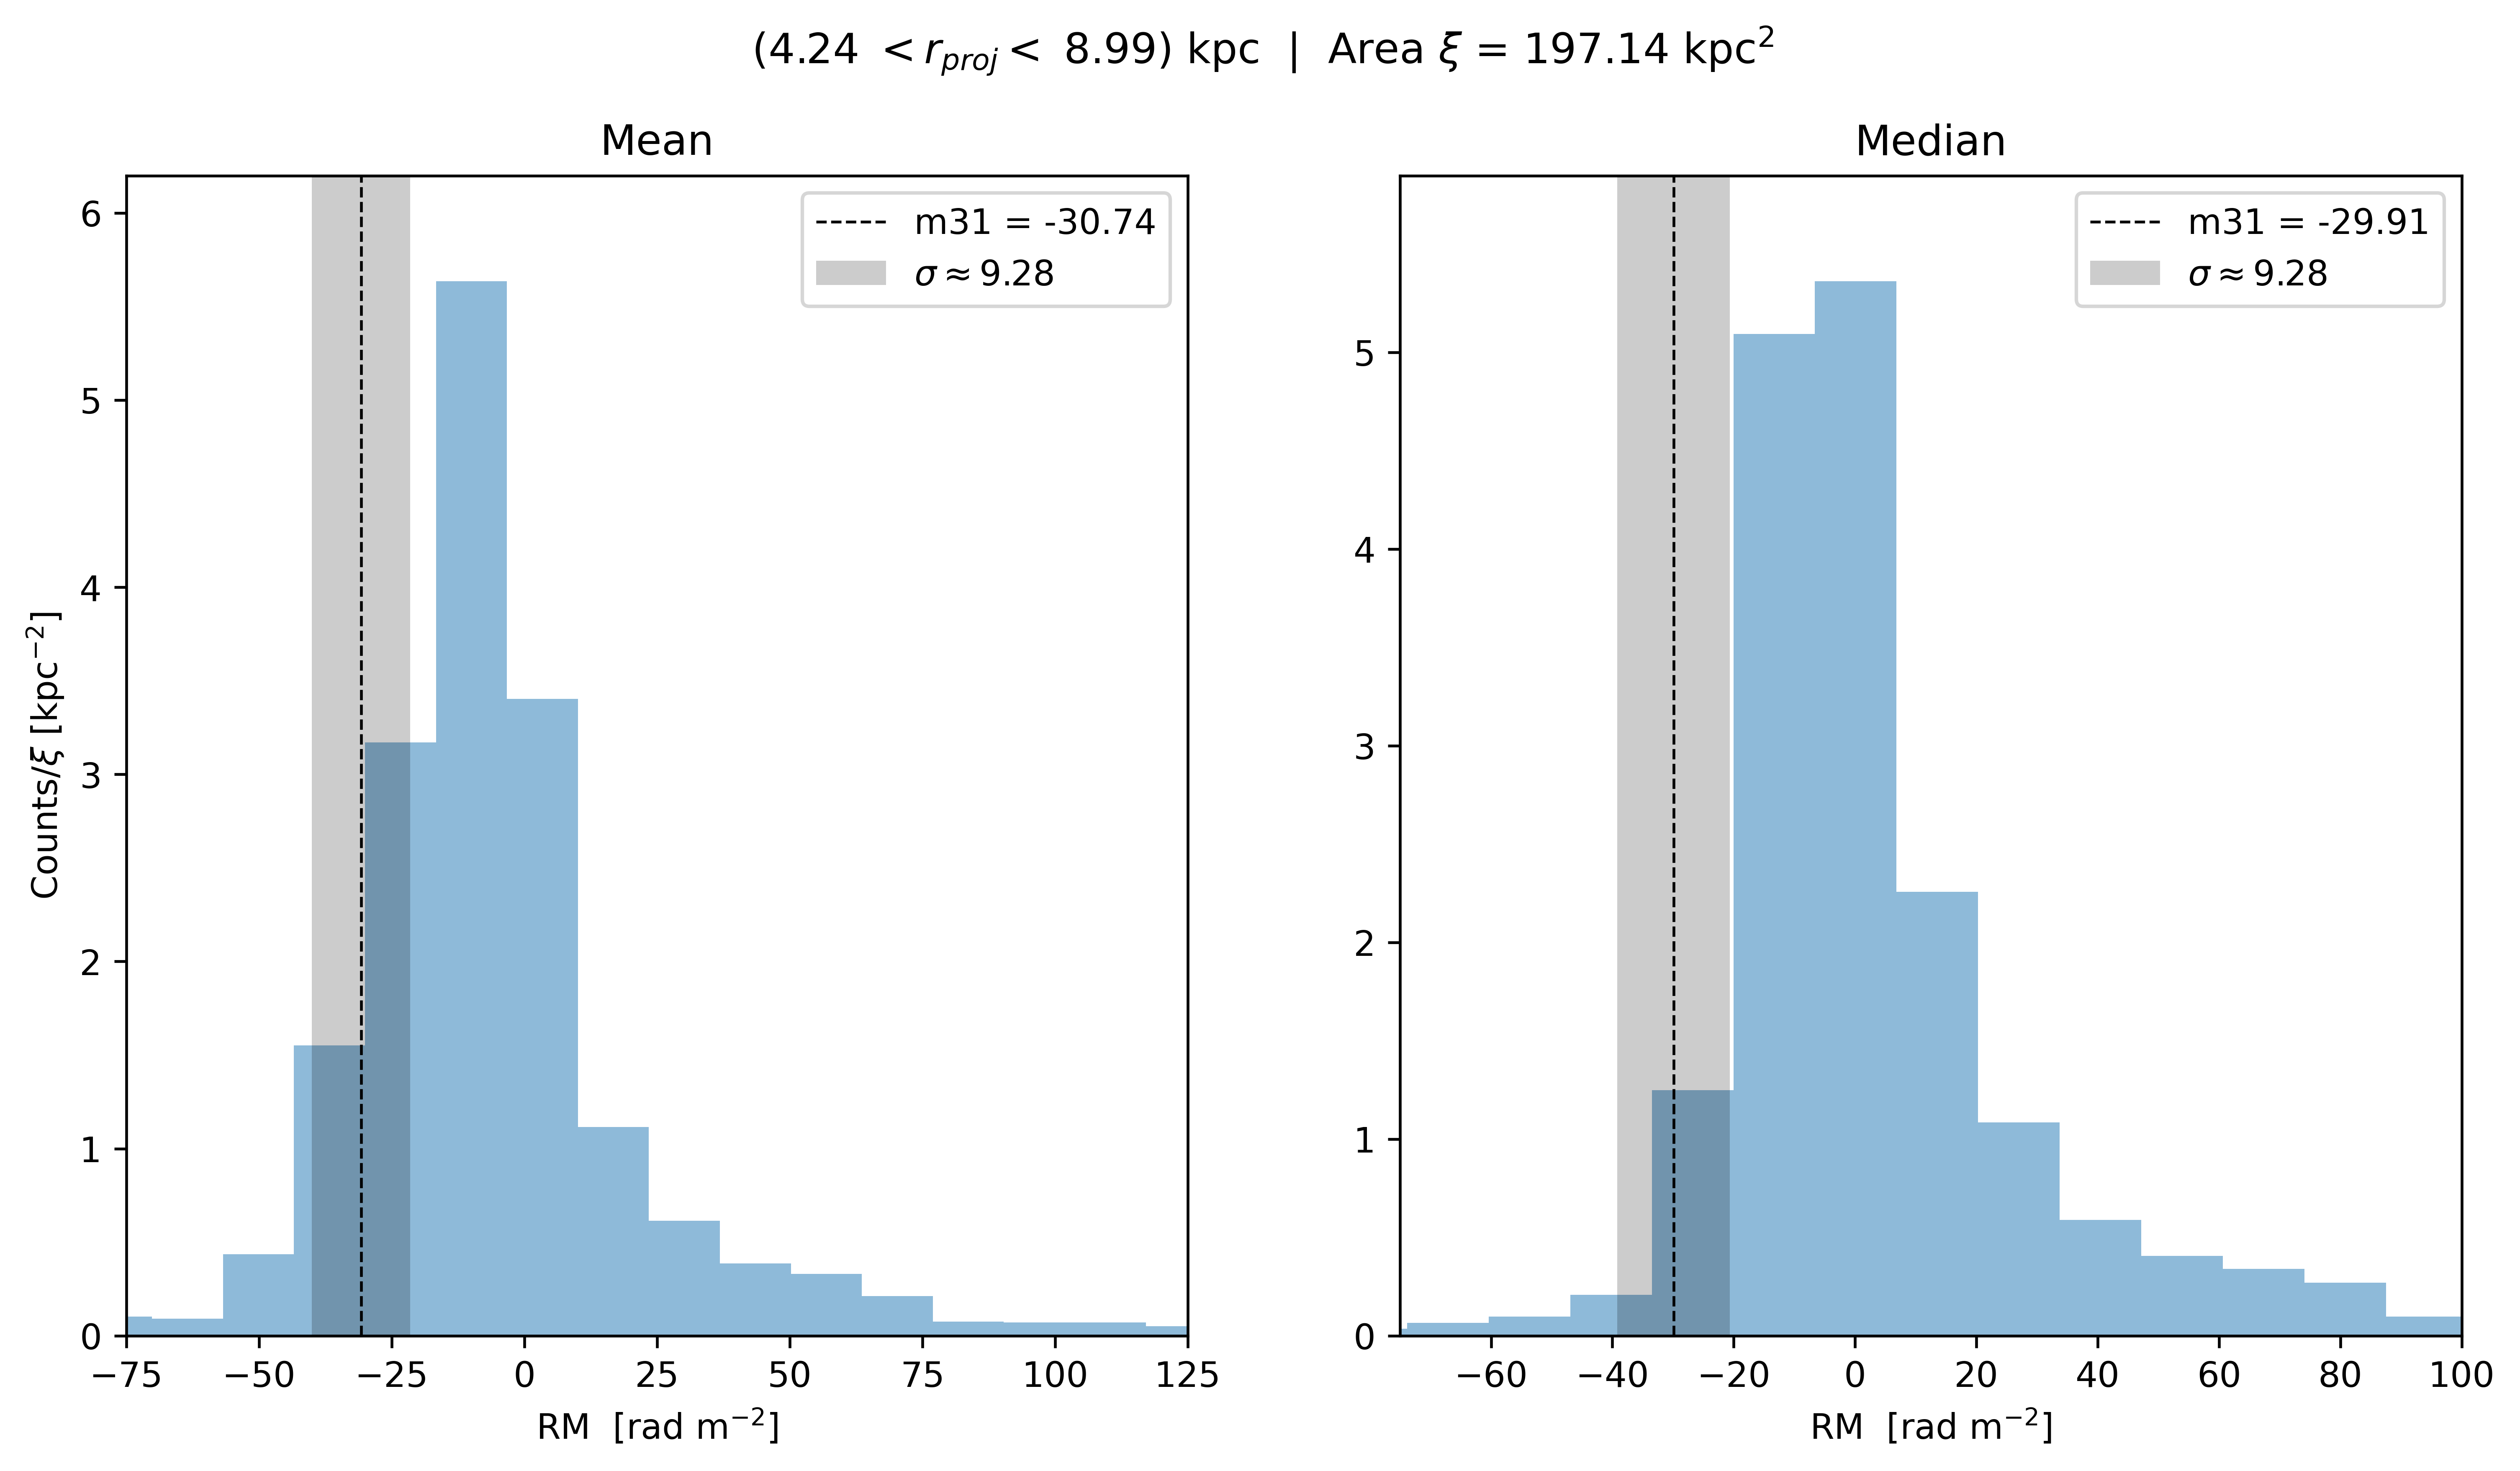 (4.24 < r_proj < 8.99) kpc | Area ξ = 197.14 kpc²
Mean
m31 = -30.74
σ ≈ 9.28
Counts/ξ [kpc⁻²]
6
5
4
3
2
1
0
−75 −50 −25 0 25 50 75 100 125
RM [rad m⁻²]
Median
m31 = -29.91
σ ≈ 9.28
5
4
3
2
1
0
−60 −40 −20 0 20 40 60 80 100
RM [rad m⁻²]